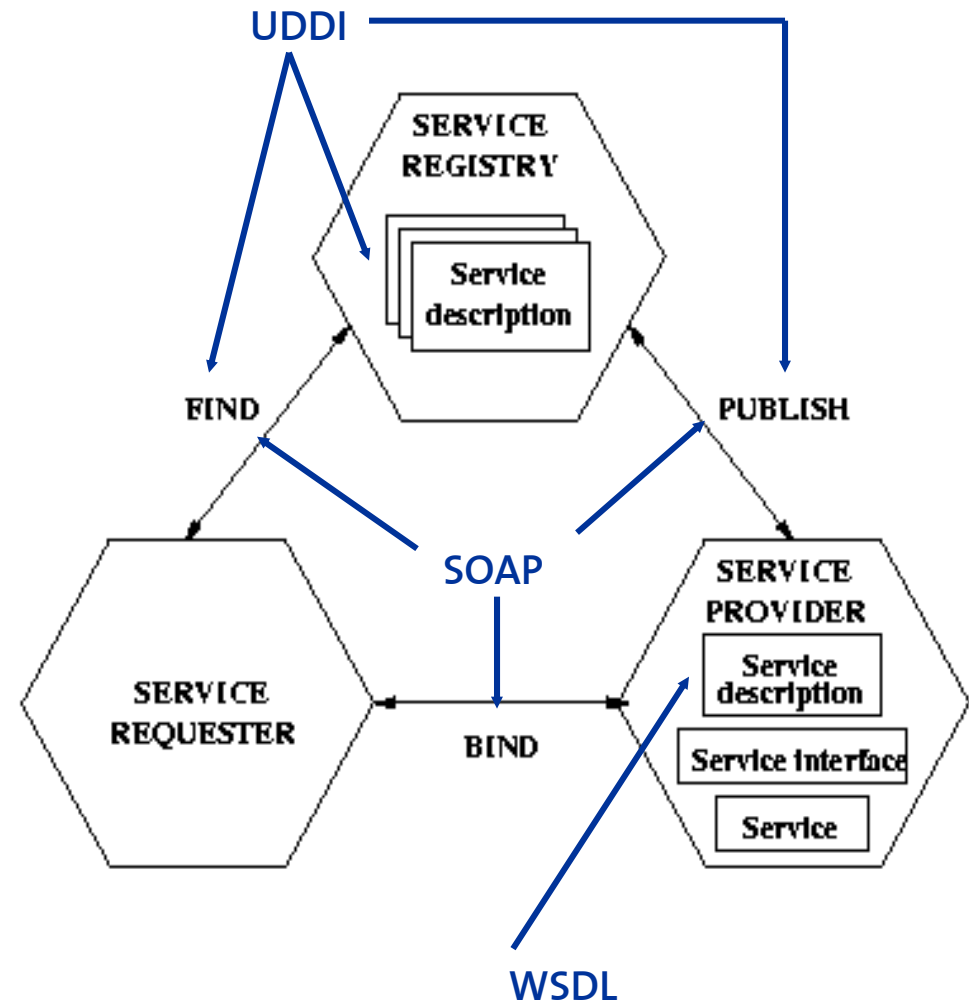 UDDI
SERVICE
REGISTRY
Service
description
FIND
PUBLISH
SOAP
SERVICE
REQUESTER
BIND
SERVICE
PROVIDER
Service
description
Service interface
Service
WSDL